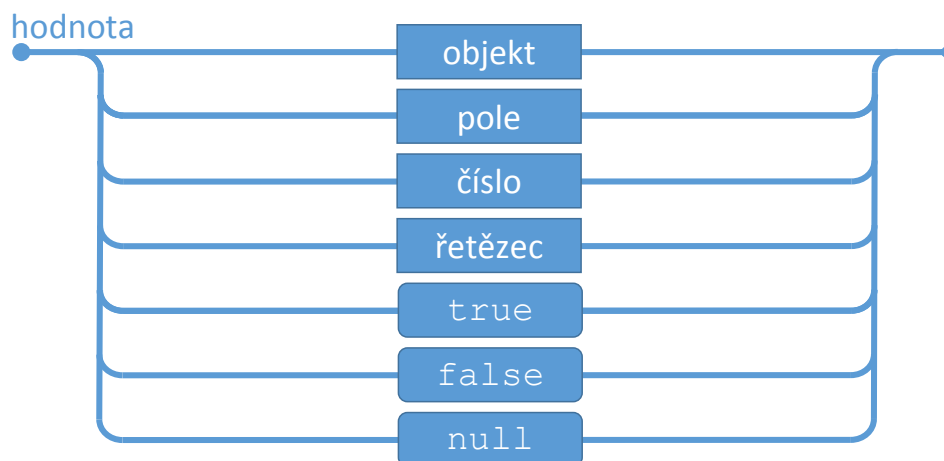 hodnota
objekt
pole
číslo
řetězec
true
false
null